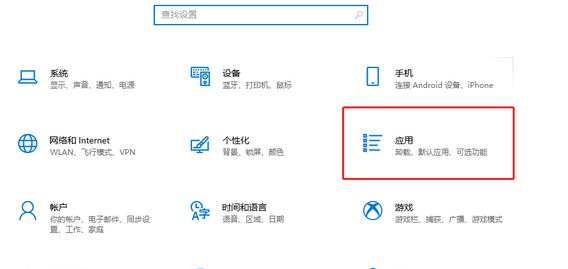 查找设置
系统
显示、声音、通知、电源
设备
蓝牙、打印机、鼠标
手机
连接 Android 设备、iPhone
网络和 Internet
WLAN、飞行模式、VPN
个性化
背景、锁屏、颜色
应用
卸载、默认应用、可选功能
帐户
你的帐户、电子邮件、同步设
置、工作、家庭
时间和语言
语音、区域、日期
游戏
游戏栏、捕获、广播、游戏模式